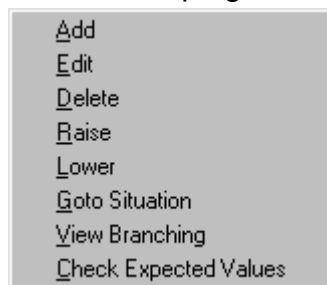 Add
Edit
Delete
Raise
Lower
Goto Situation
View Branching
Check Expected Values